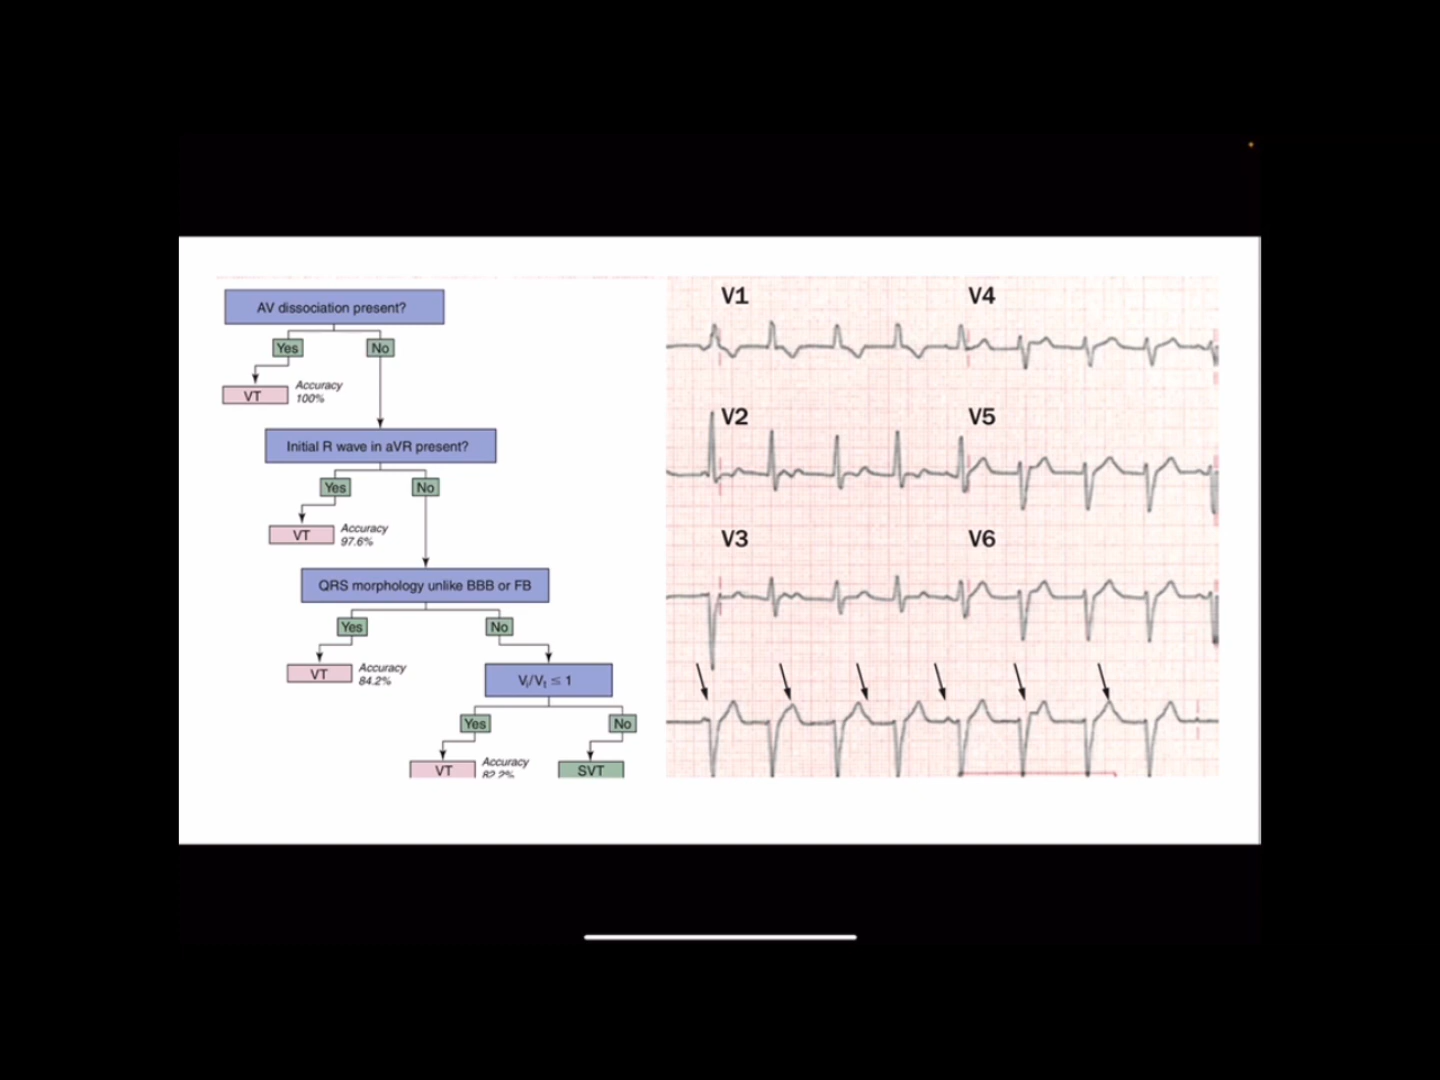 AV dissociation present?
Yes
No
VT
Accuracy
100%
Initial R wave in aVR present?
Yes
No
VT
Accuracy
97.6%
QRS morphology unlike BBB or FB
Yes
No
VT
Accuracy
84.2%
Vi/Vt ≤ 1
Yes
No
VT
Accuracy
82.2%
SVT
V1
V4
V2
V5
V3
V6